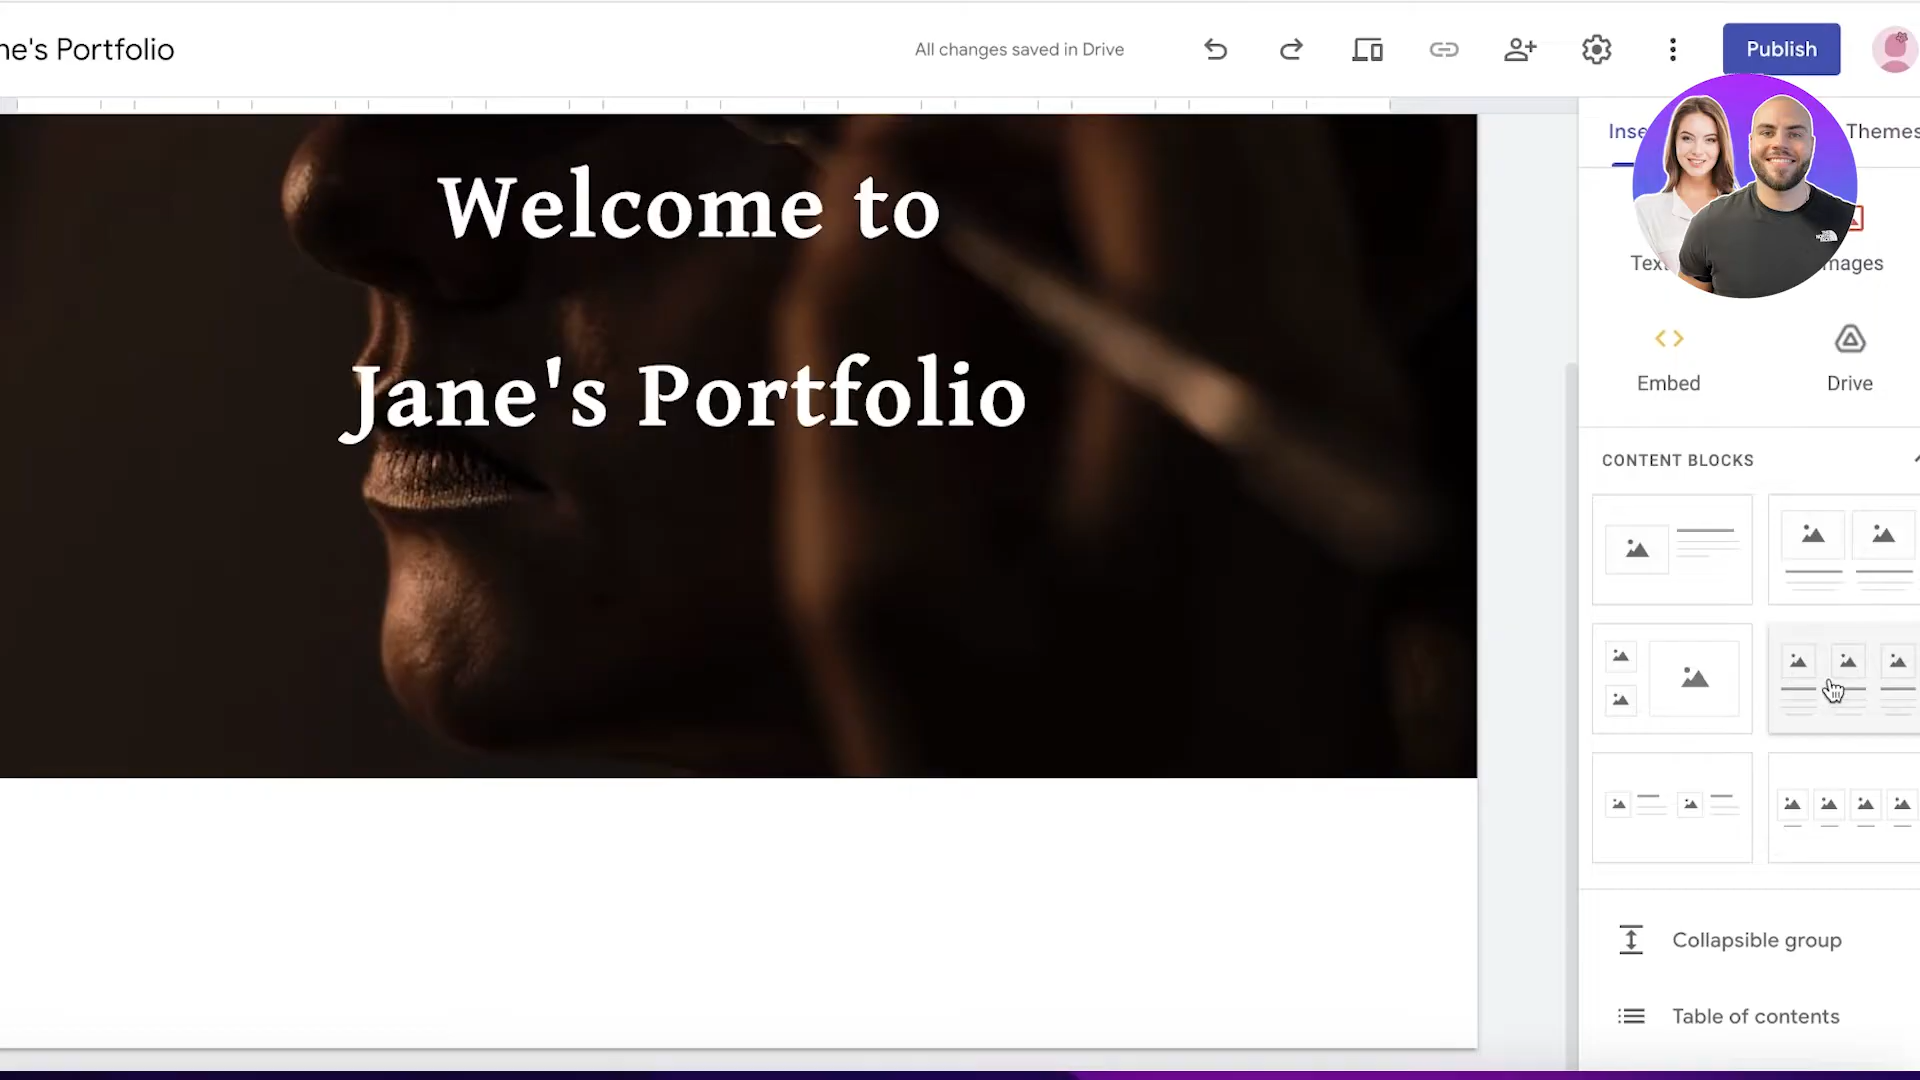 ne's Portfolio
All changes saved in Drive
Publish
Inse
Themes
Welcome to
Jane's Portfolio
Tex
mages
Embed
Drive
CONTENT BLOCKS
Collapsible group
Table of contents